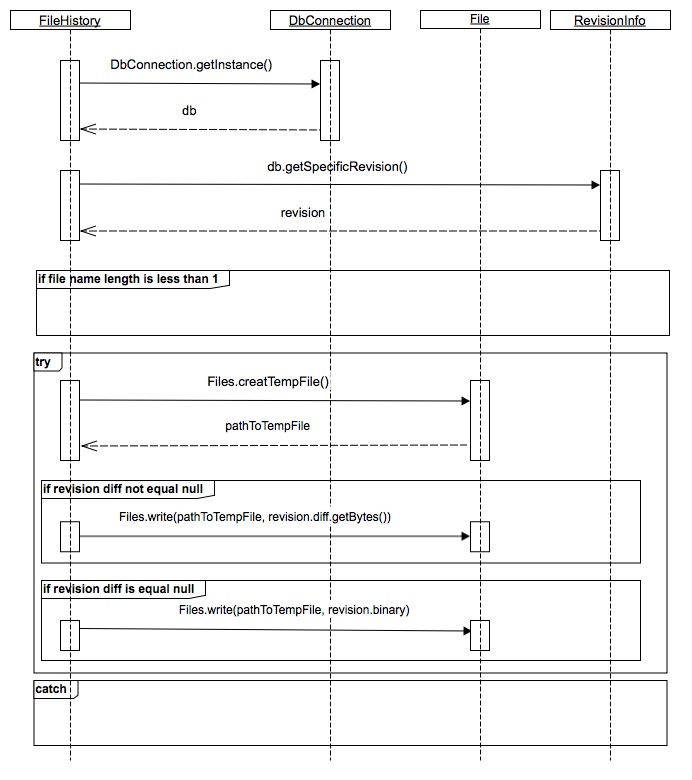 FileHistory
DbConnection
File
RevisionInfo
DbConnection.getInstance()
db
db.getSpecificRevision()
revision
if file name length is less than 1
try
Files.creatTempFile()
pathToTempFile
if revision diff not equal null
Files.write(pathToTempFile, revision.diff.getBytes())
if revision diff is equal null
Files.write(pathToTempFile, revision.binary)
catch